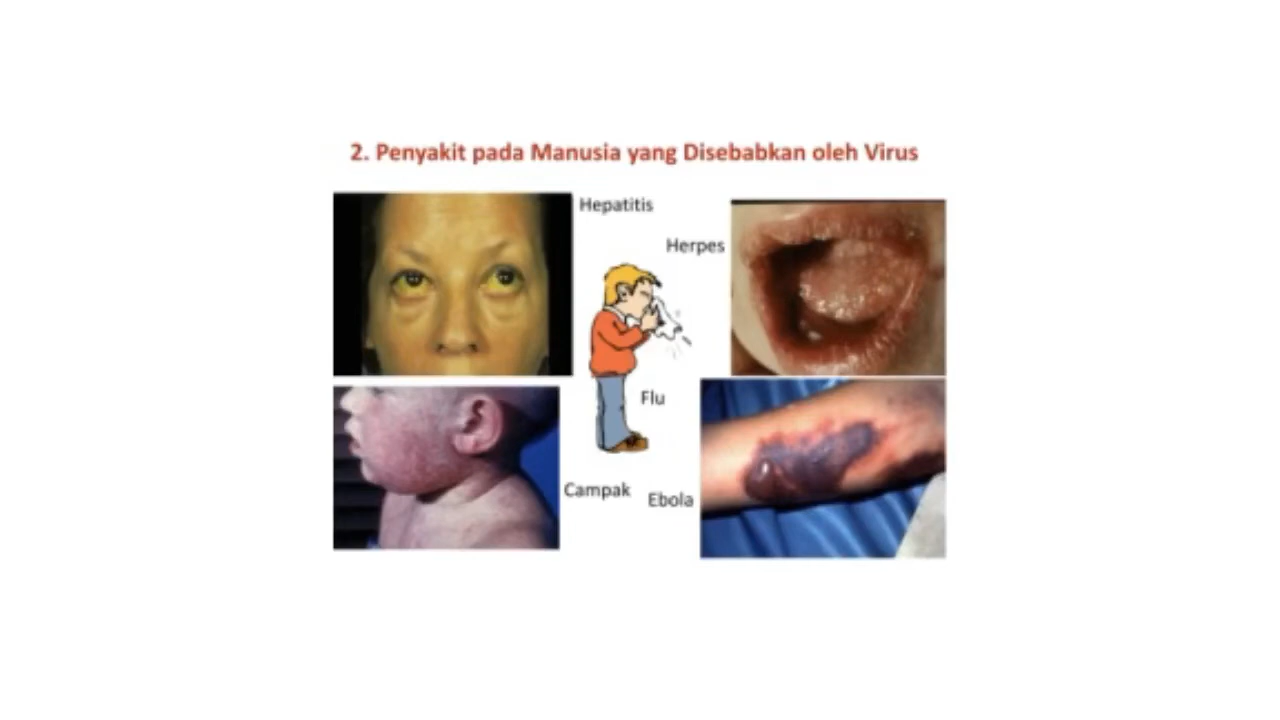 2. Penyakit pada Manusia yang Disebabkan oleh Virus
Hepatitis
Herpes
Flu
Campak
Ebola